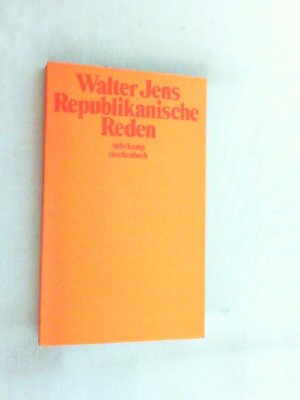 Walter Jens
Republikanische
Reden
suhrkamp
taschenbuch